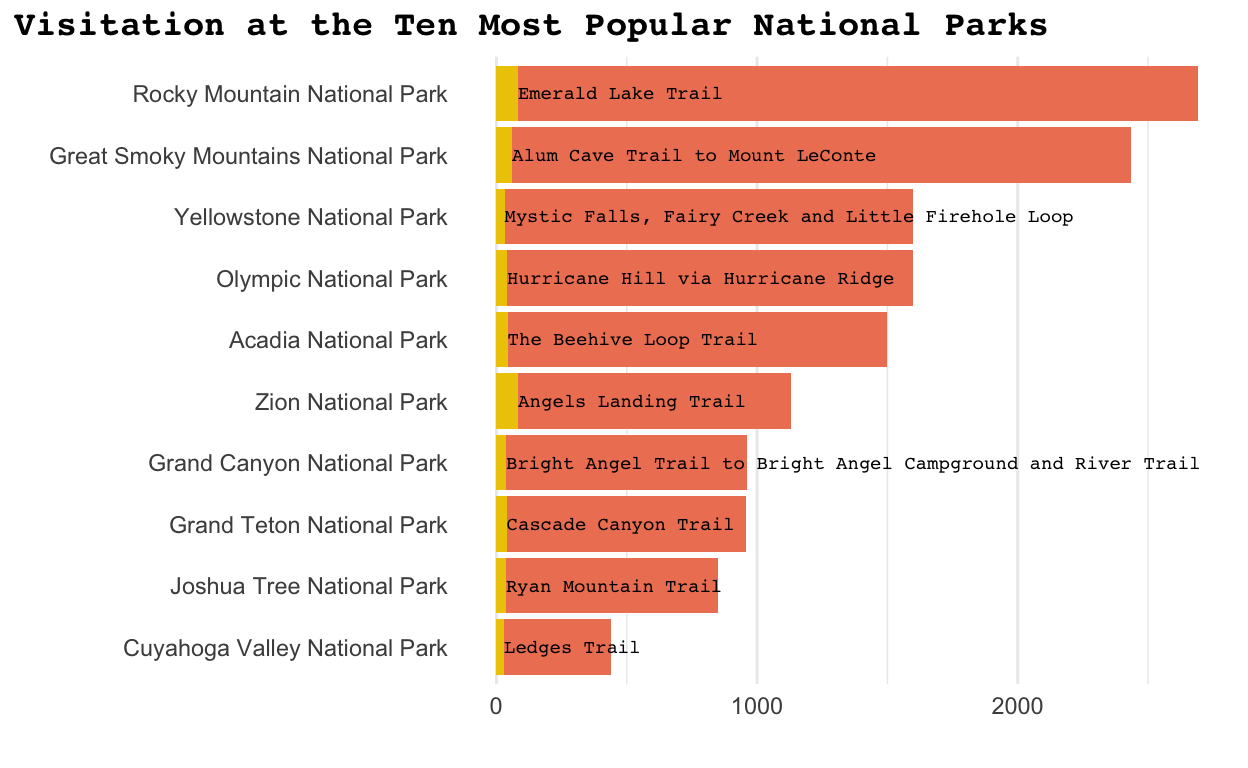 Visitation at the Ten Most Popular National Parks
Rocky Mountain National Park
Emerald Lake Trail
Great Smoky Mountains National Park
Alum Cave Trail to Mount LeConte
Yellowstone National Park
Mystic Falls, Fairy Creek and Little Firehole Loop
Olympic National Park
Hurricane Hill via Hurricane Ridge
Acadia National Park
The Beehive Loop Trail
Zion National Park
Angels Landing Trail
Grand Canyon National Park
Bright Angel Trail to Bright Angel Campground and River Trail
Grand Teton National Park
Cascade Canyon Trail
Joshua Tree National Park
Ryan Mountain Trail
Cuyahoga Valley National Park
Ledges Trail
0 1000 2000